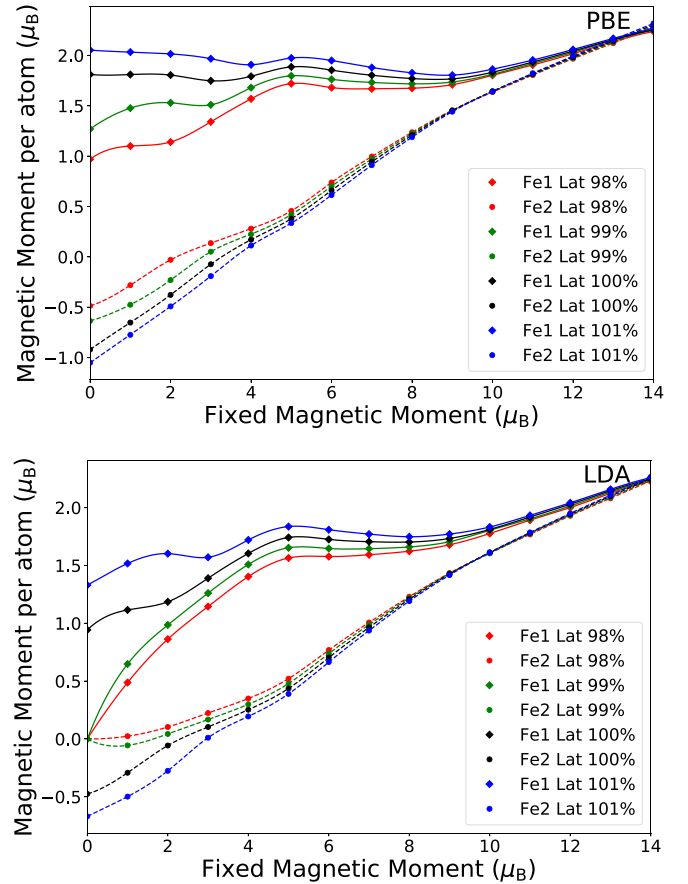 PBE
Magnetic Moment per atom (μB)
2.0
1.5
1.0
0.5
0.0
−0.5
−1.0
Fe1 Lat 98%
Fe2 Lat 98%
Fe1 Lat 99%
Fe2 Lat 99%
Fe1 Lat 100%
Fe2 Lat 100%
Fe1 Lat 101%
Fe2 Lat 101%
0 2 4 6 8 10 12 14
Fixed Magnetic Moment (μB)
LDA
Magnetic Moment per atom (μB)
2.0
1.5
1.0
0.5
0.0
−0.5
Fe1 Lat 98%
Fe2 Lat 98%
Fe1 Lat 99%
Fe2 Lat 99%
Fe1 Lat 100%
Fe2 Lat 100%
Fe1 Lat 101%
Fe2 Lat 101%
0 2 4 6 8 10 12 14
Fixed Magnetic Moment (μB)